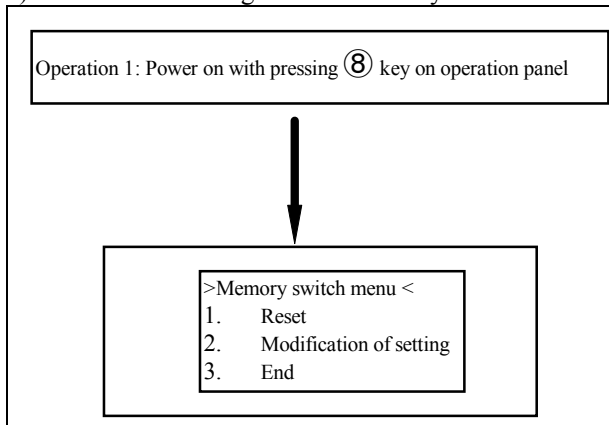 Operation 1: Power on with pressing ⑧ key on operation panel
>Memory switch menu <
1. Reset
2. Modification of setting
3. End